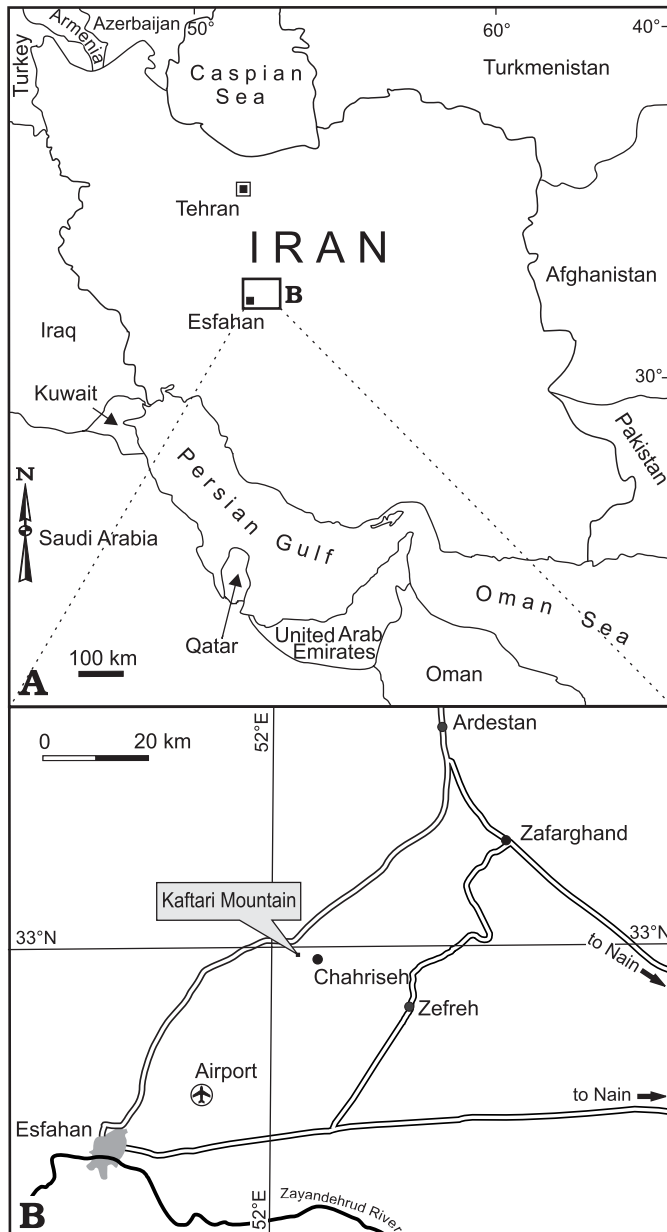 Turkey
Armenia
Azerbaijan
50°
60°
40°
Caspian
Sea
Turkmenistan
Tehran
IRAN
B
Esfahan
Afghanistan
Iraq
30°
Kuwait
Pakistan
N
Persian Gulf
Saudi Arabia
Oman Sea
Qatar
United Arab
Emirates
Oman
100 km
A
0 20 km
52°E
Ardestan
Zafarghand
Kaftari Mountain
33°N
33°N
to Nain
Chahriseh
Zefreh
Airport
to Nain
Esfahan
Zayandehrud River
52°E
B